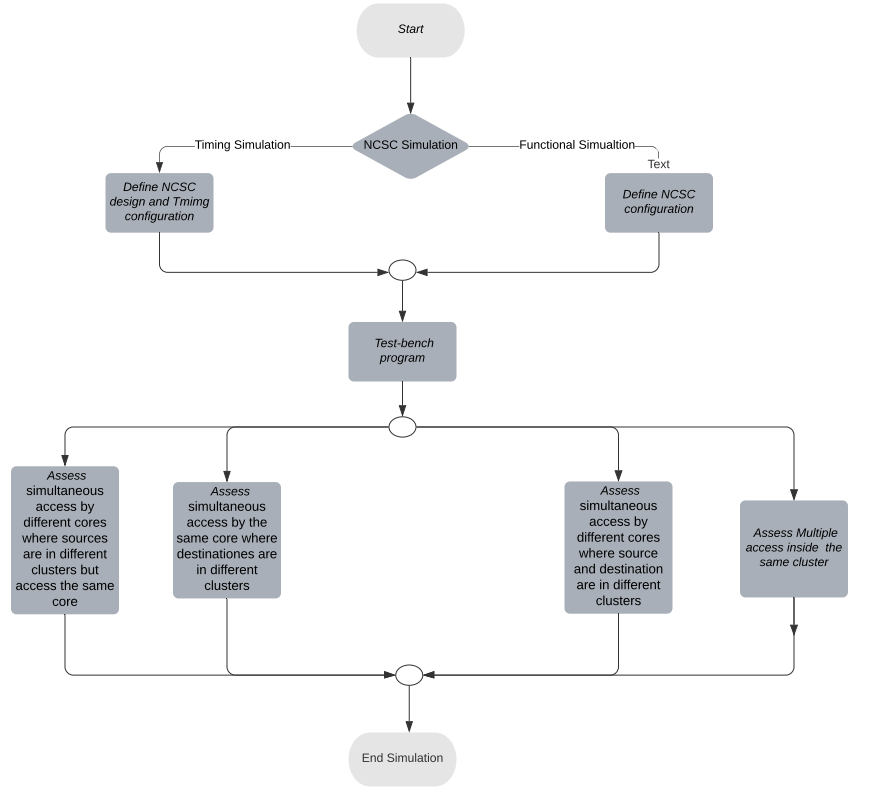 Start
NCSC Simulation
Timing Simulation
Functional Simualtion
Text
Define NCSC
design and Tmimg
configuration
Define NCSC
configuration
Test-bench
program
Assess
simultaneous
access by
different cores
where sources
are in different
clusters but
access the same
core
Assess
simultaneous
access by the
same core where
destinationes are
in different
clusters
Assess
simultaneous
access by
different cores
where source
and destination
are in different
clusters
Assess Multiple
access inside the
same cluster
End Simulation